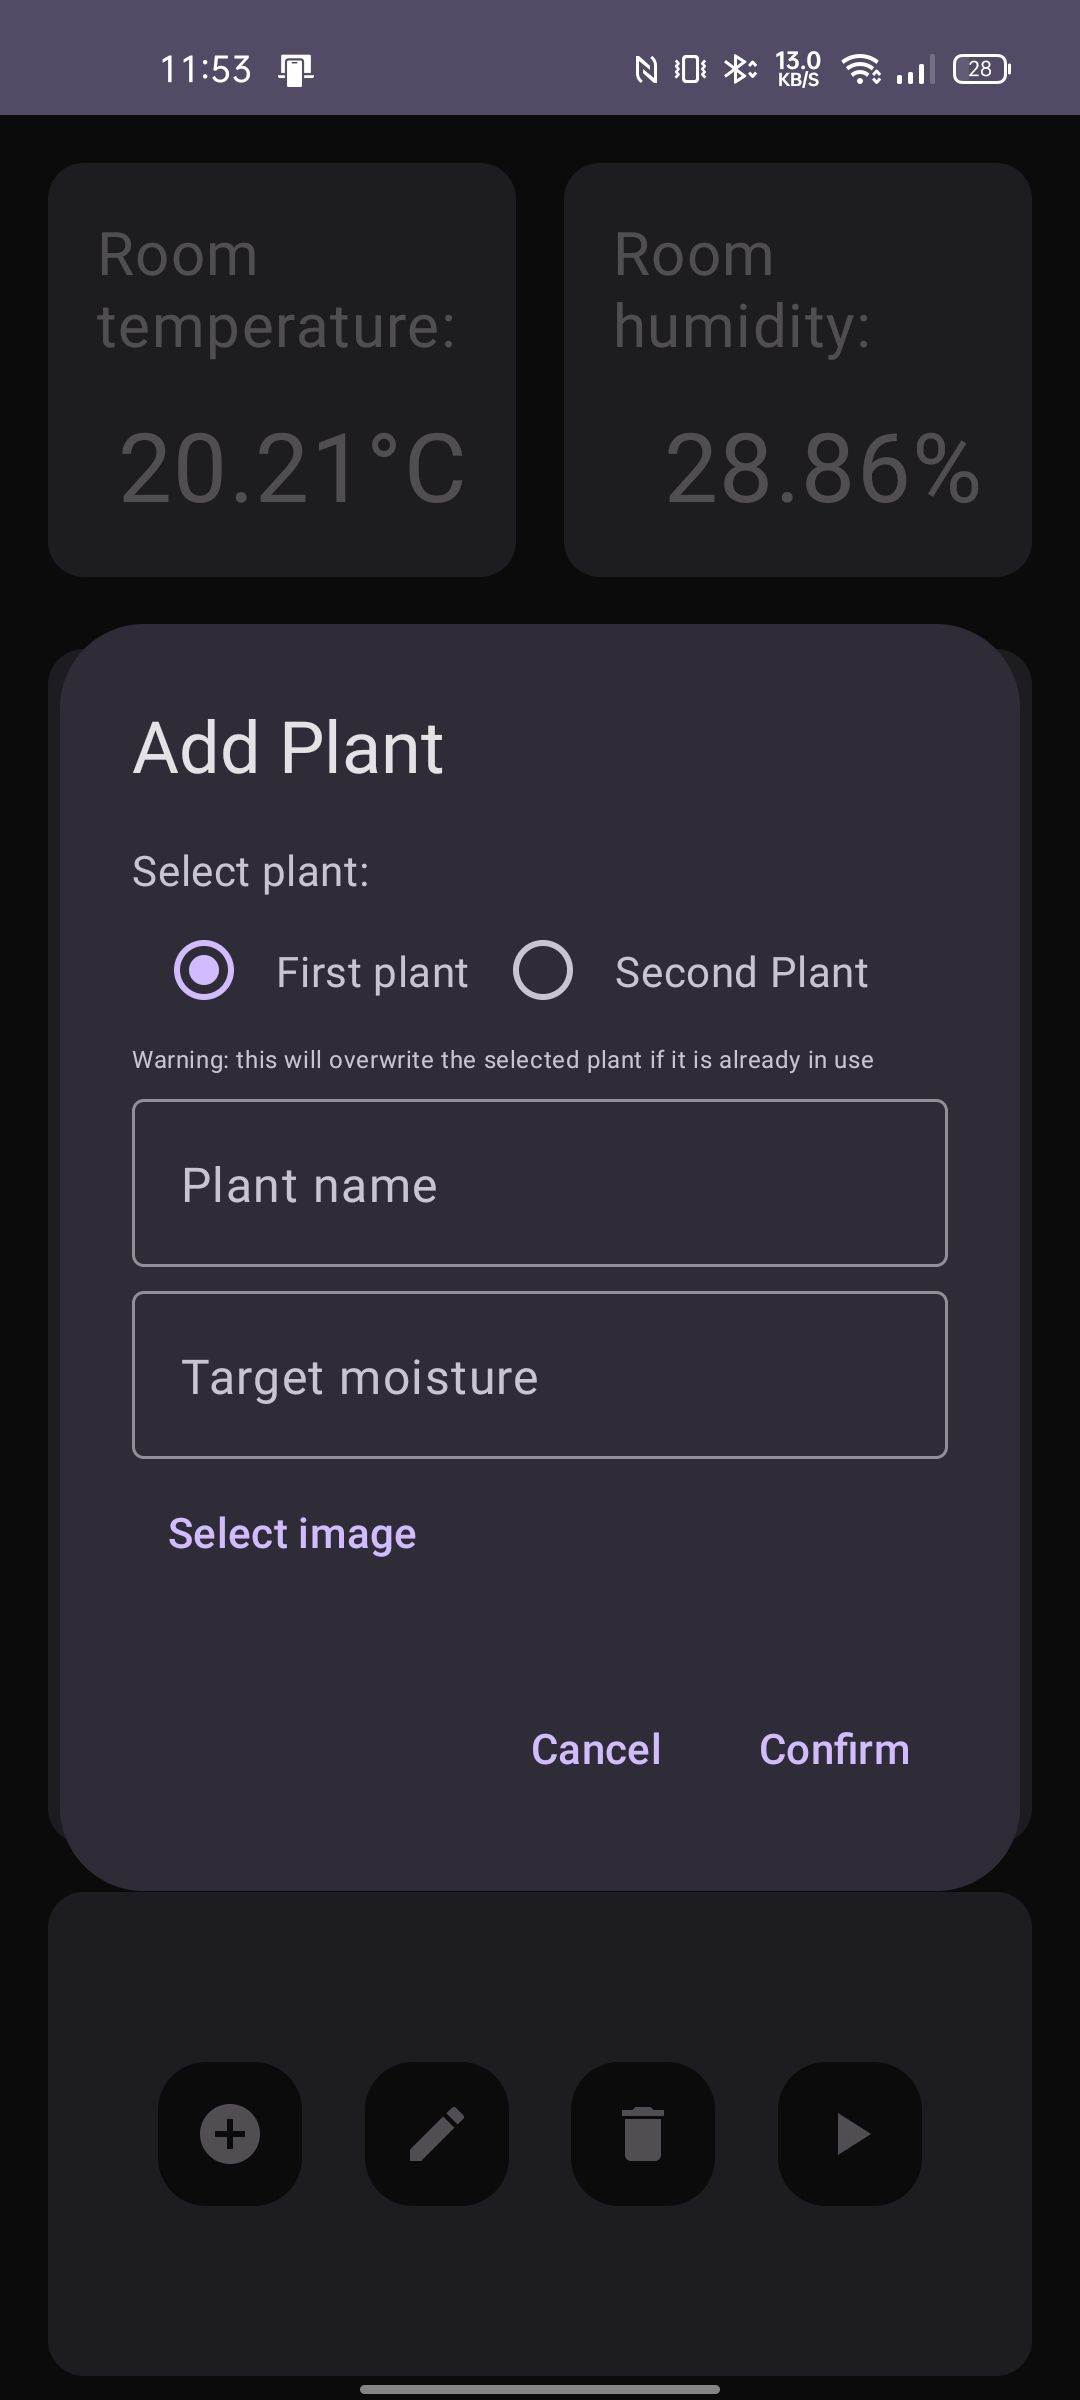 11:53
13.0
KB/S
28
Room
temperature:
20.21°C
Room
humidity:
28.86%
Add Plant
Select plant:
First plant
Second Plant
Warning: this will overwrite the selected plant if it is already in use
Plant name
Target moisture
Select image
Cancel
Confirm